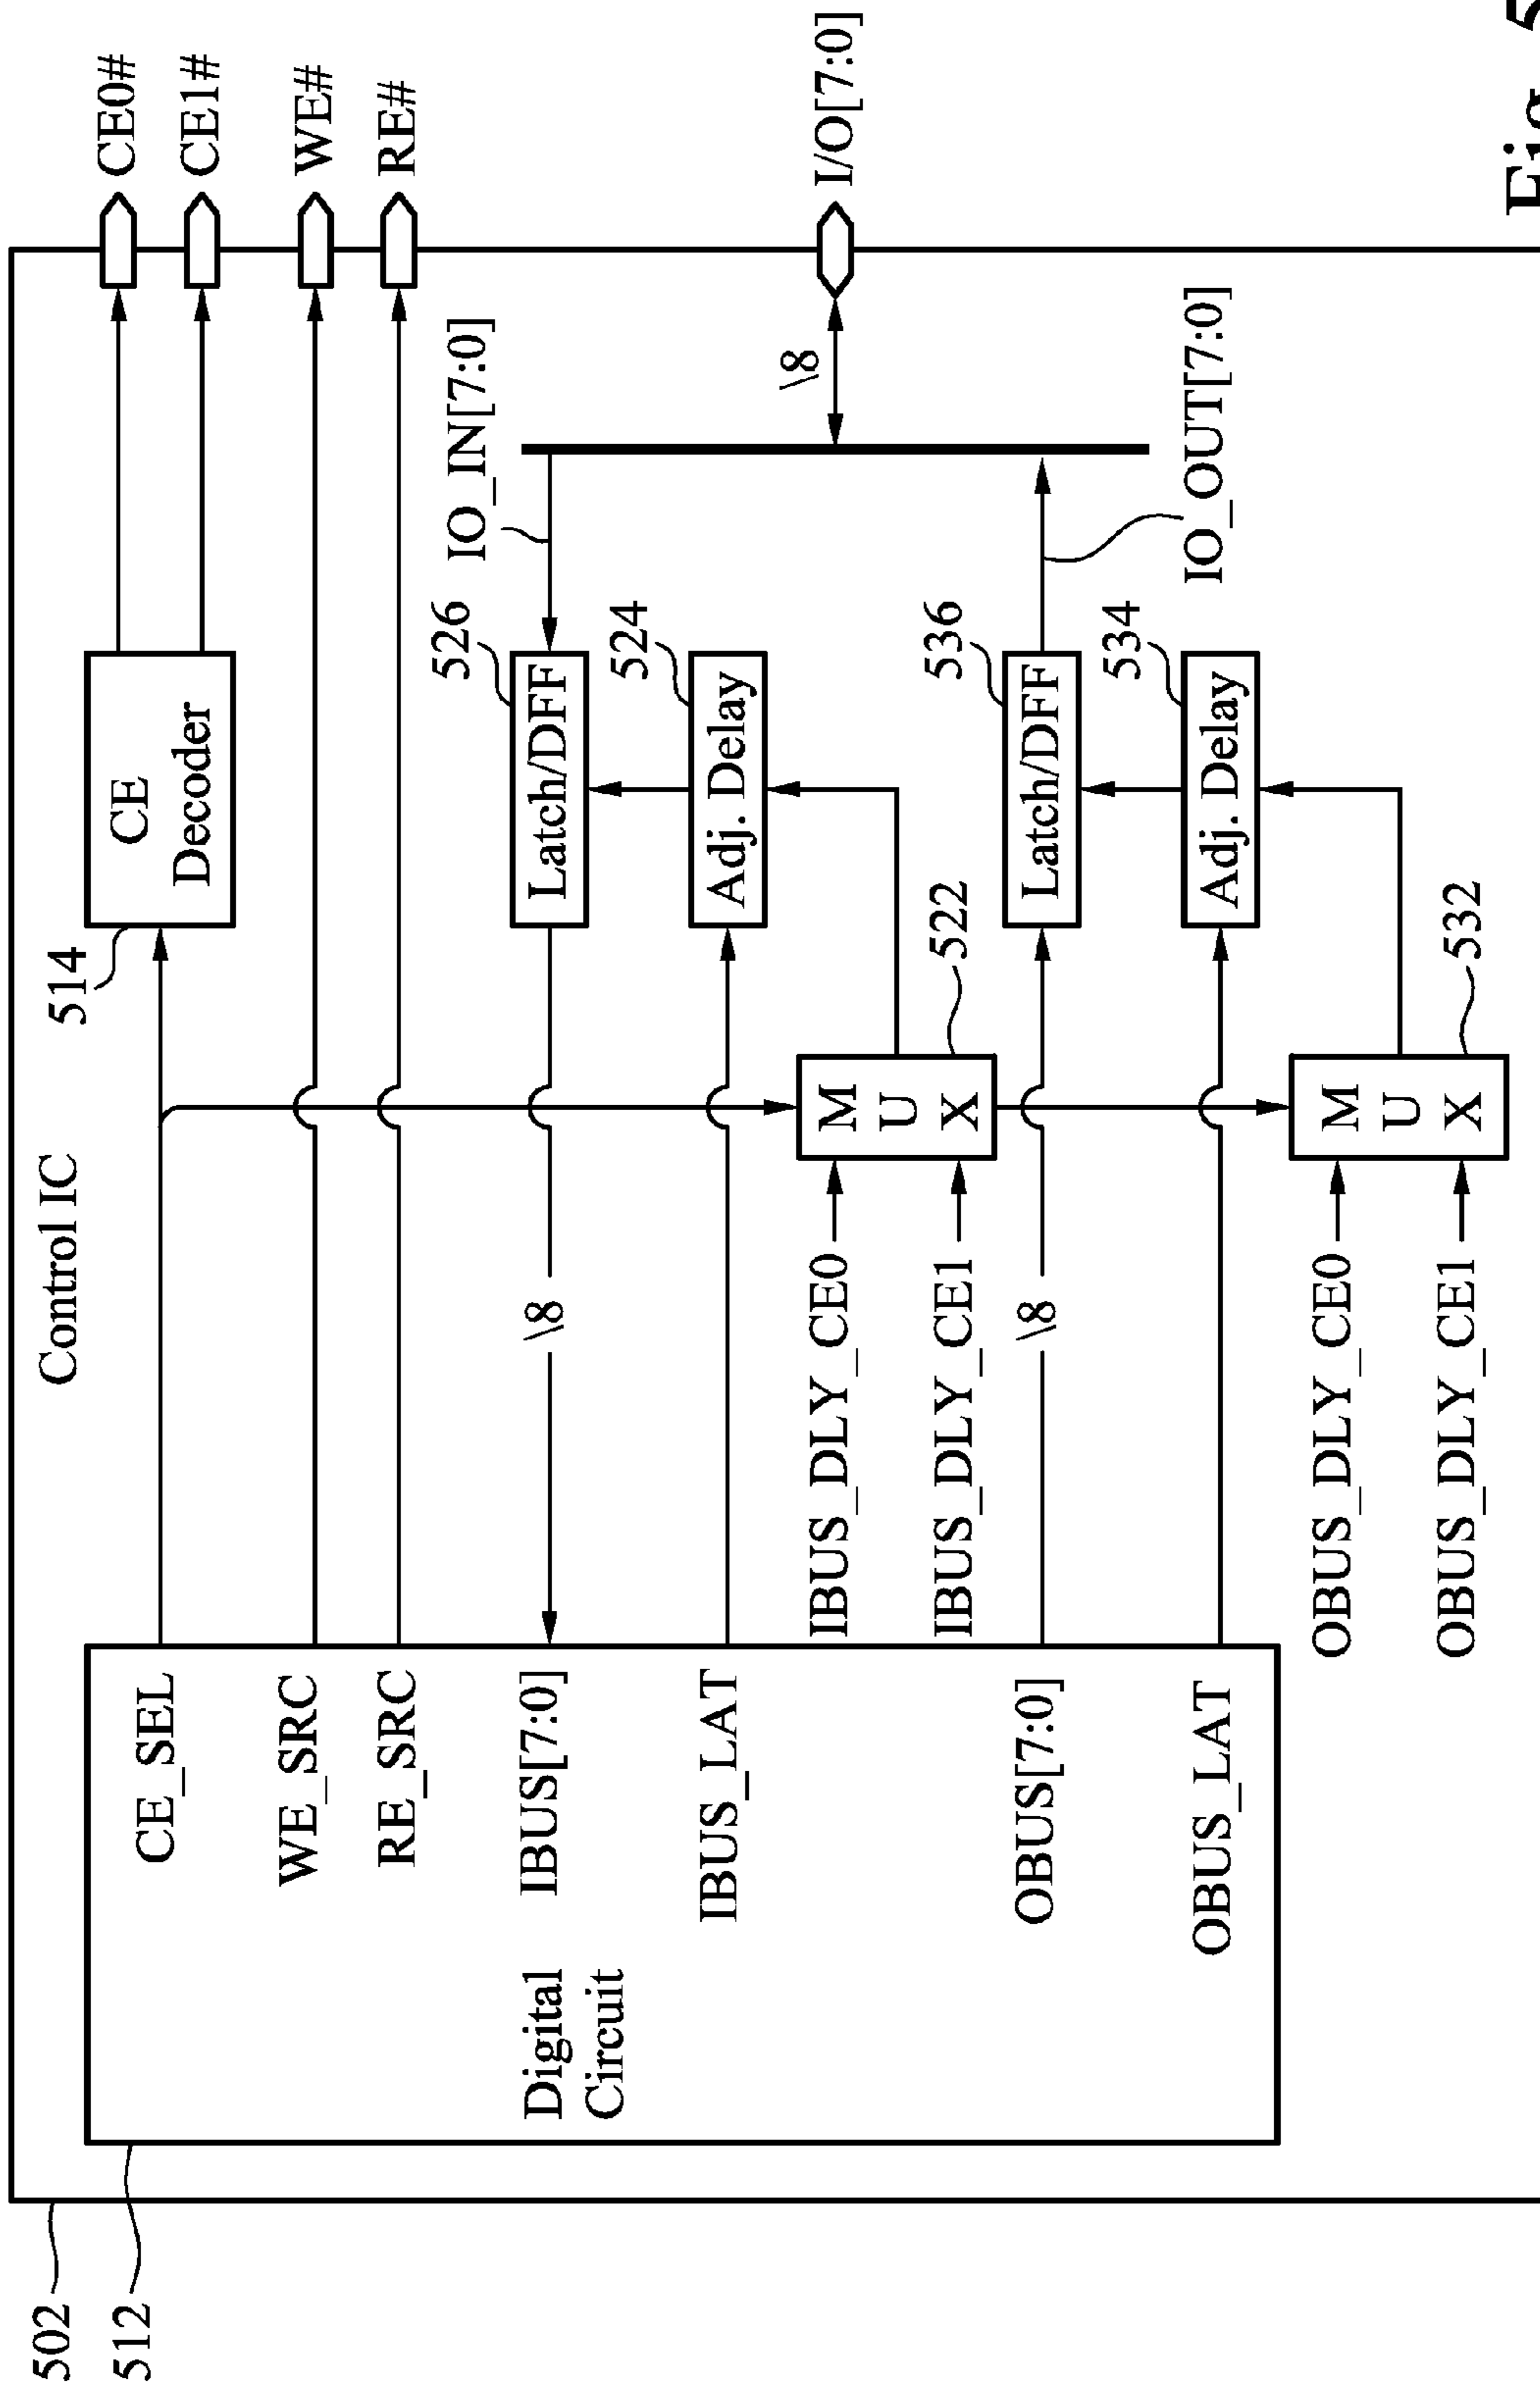 502
512
Control IC
514
CE
Decoder
CE0#
CE1#
WE#
RE#
CE_SEL
WE_SRC
RE_SRC
IBUS[7:0]
IBUS_LAT
OBUS[7:0]
OBUS_LAT
Digital
Circuit
\8
526
Latch/DFF
IO_IN[7:0]
524
Adj. Delay
\8
I/O[7:0]
IBUS_DLY_CE0
IBUS_DLY_CE1
M
U
X
522
\8
536
Latch/DFF
534
Adj. Delay
IO_OUT[7:0]
OBUS_DLY_CE0
OBUS_DLY_CE1
M
U
X
532
Fig. 5